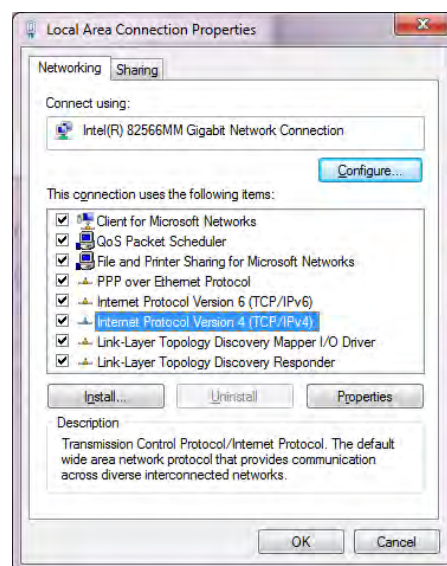 Local Area Connection Properties
Networking
Sharing
Connect using:
Intel(R) 82566MM Gigabit Network Connection
Configure...
This connection uses the following items:
Client for Microsoft Networks
QoS Packet Scheduler
File and Printer Sharing for Microsoft Networks
PPP over Ethernet Protocol
Internet Protocol Version 6 (TCP/IPv6)
Internet Protocol Version 4 (TCP/IPv4)
Link-Layer Topology Discovery Mapper I/O Driver
Link-Layer Topology Discovery Responder
Install...
Uninstall
Properties
Description
Transmission Control Protocol/Internet Protocol. The default
wide area network protocol that provides communication
across diverse interconnected networks.
OK
Cancel